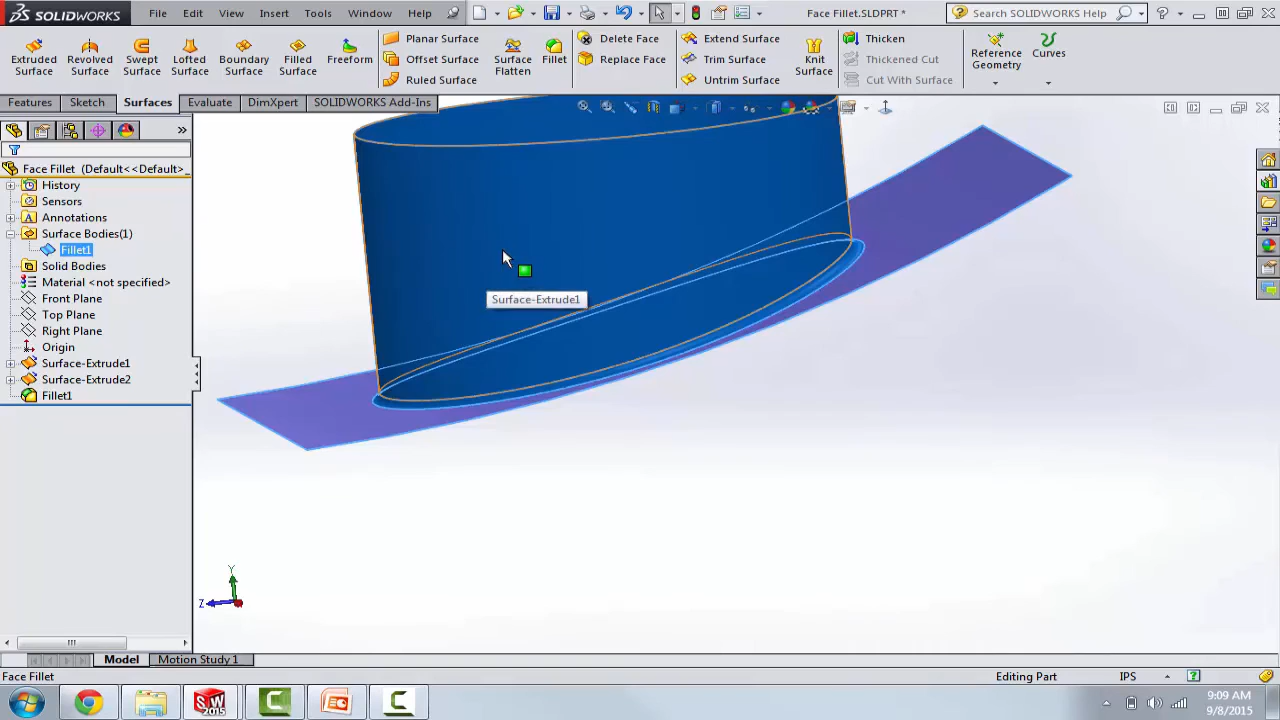 SOLIDWORKS File Edit View Insert Tools Window Help Face Fillet.SLDPRT * Search SOLIDWORKS Help
Extruded Surface
Revolved Surface
Swept Surface
Lofted Surface
Boundary Surface
Filled Surface
Freeform
Planar Surface
Offset Surface
Ruled Surface
Surface Flatten
Fillet
Delete Face
Replace Face
Extend Surface
Trim Surface
Untrim Surface
Knit Surface
Thicken
Thickened Cut
Cut With Surface
Reference Geometry
Curves
Features Sketch Surfaces Evaluate DimXpert SOLIDWORKS Add-Ins
Face Fillet (Default<<Default>_
History
Sensors
Annotations
Surface Bodies(1)
Fillet1
Solid Bodies
Material <not specified>
Front Plane
Top Plane
Right Plane
Origin
Surface-Extrude1
Surface-Extrude2
Fillet1
Surface-Extrude1
Y
Z
Model Motion Study 1
Face Fillet Editing Part IPS
9:09 AM
9/8/2015